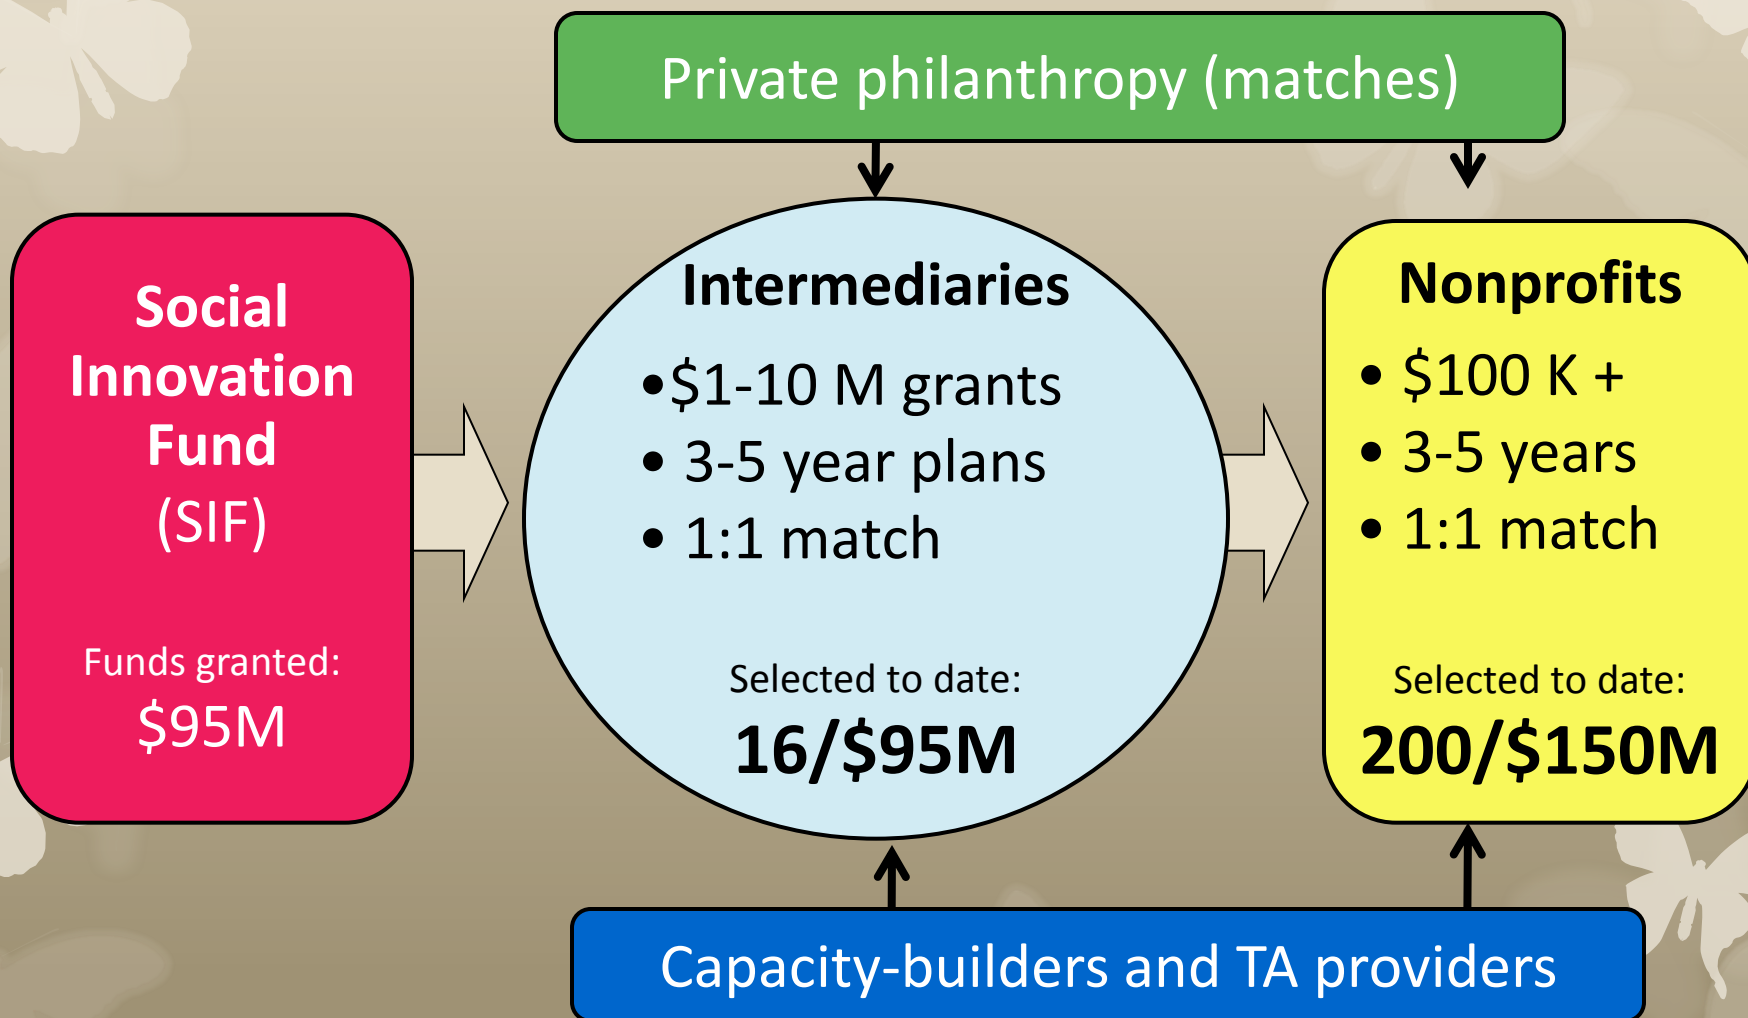 Private philanthropy (matches)
Social
Innovation
Fund
(SIF)
Funds granted:
$95M
Intermediaries
•$1-10 M grants
• 3-5 year plans
• 1:1 match
Selected to date:
16/$95M
Nonprofits
• $100 K +
• 3-5 years
• 1:1 match
Selected to date:
200/$150M
Capacity-builders and TA providers